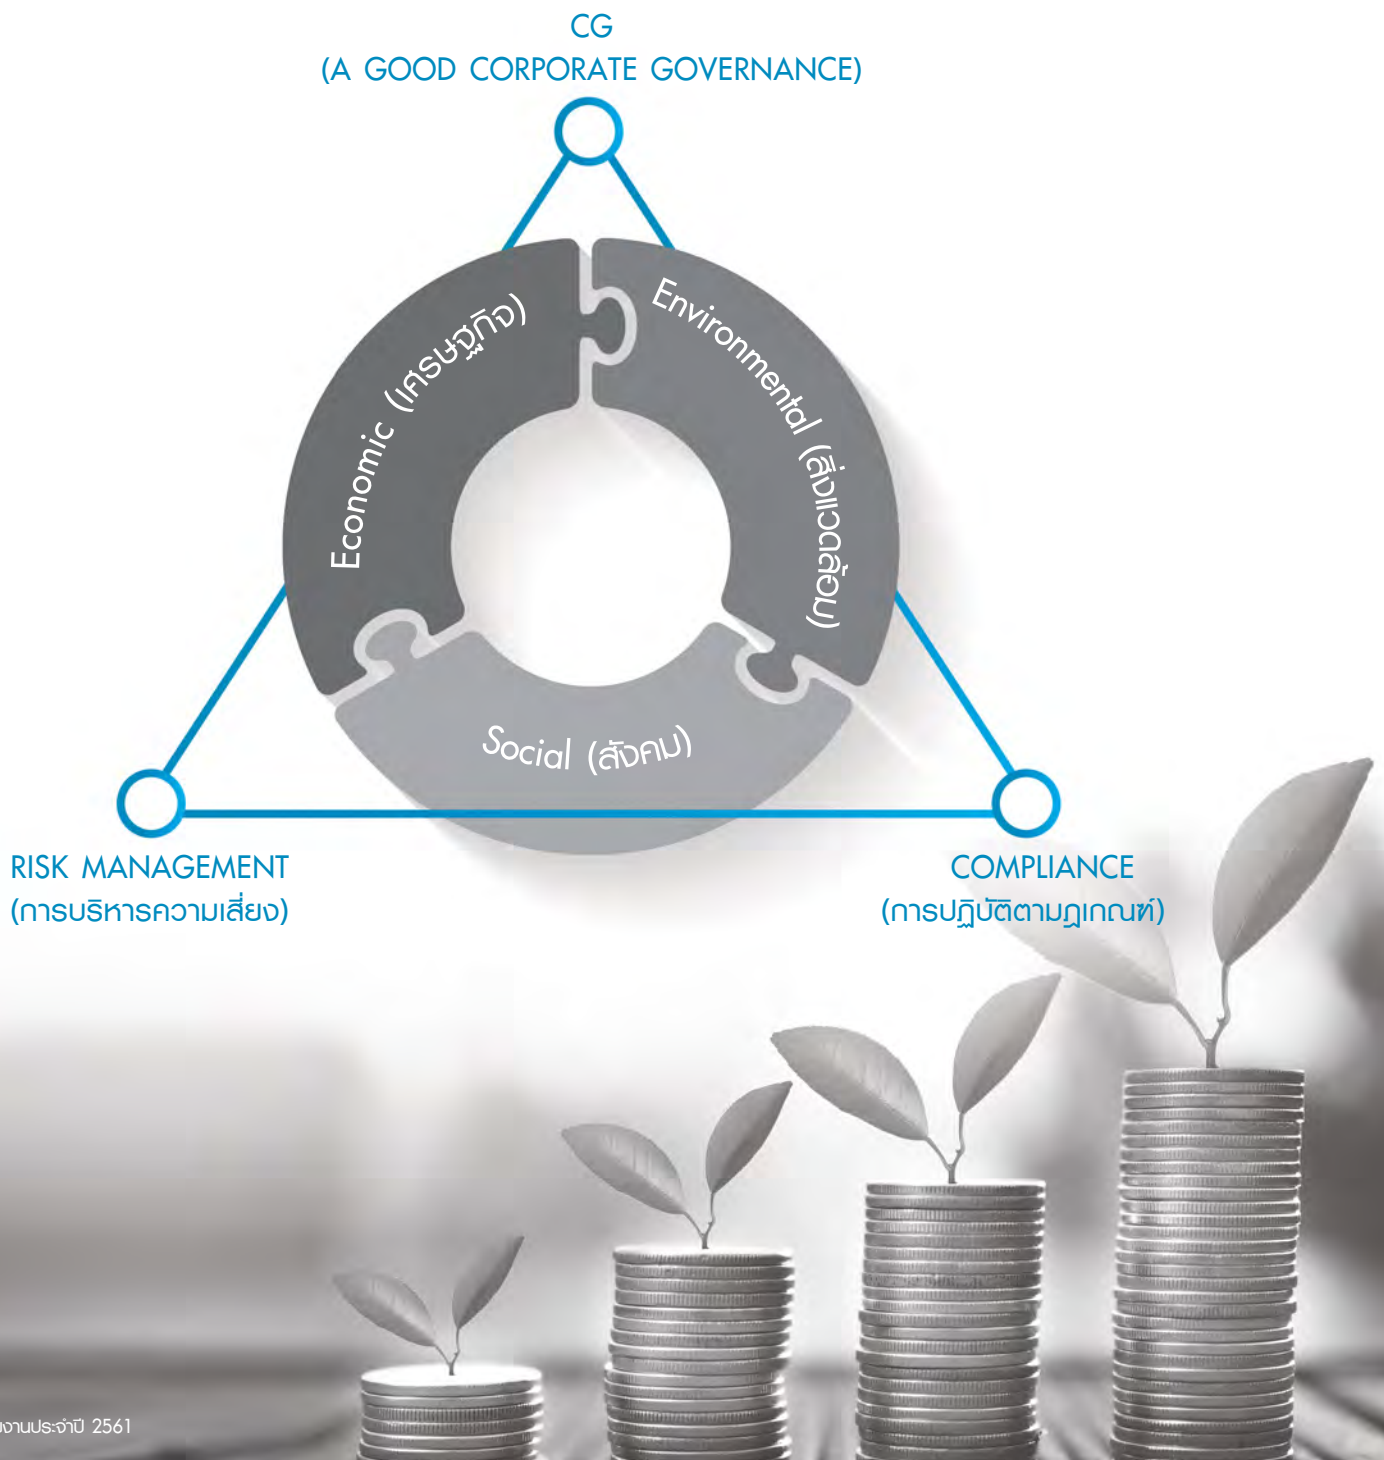 CG
(A GOOD CORPORATE GOVERNANCE)
Economic (เศรษฐกิจ)
Environmental (สิ่งแวดล้อม)
Social (สังคม)
RISK MANAGEMENT
(การบริหารความเสี่ยง)
COMPLIANCE
(การปฏิบัติตามกฎเกณฑ์)
ประจำปี 2561